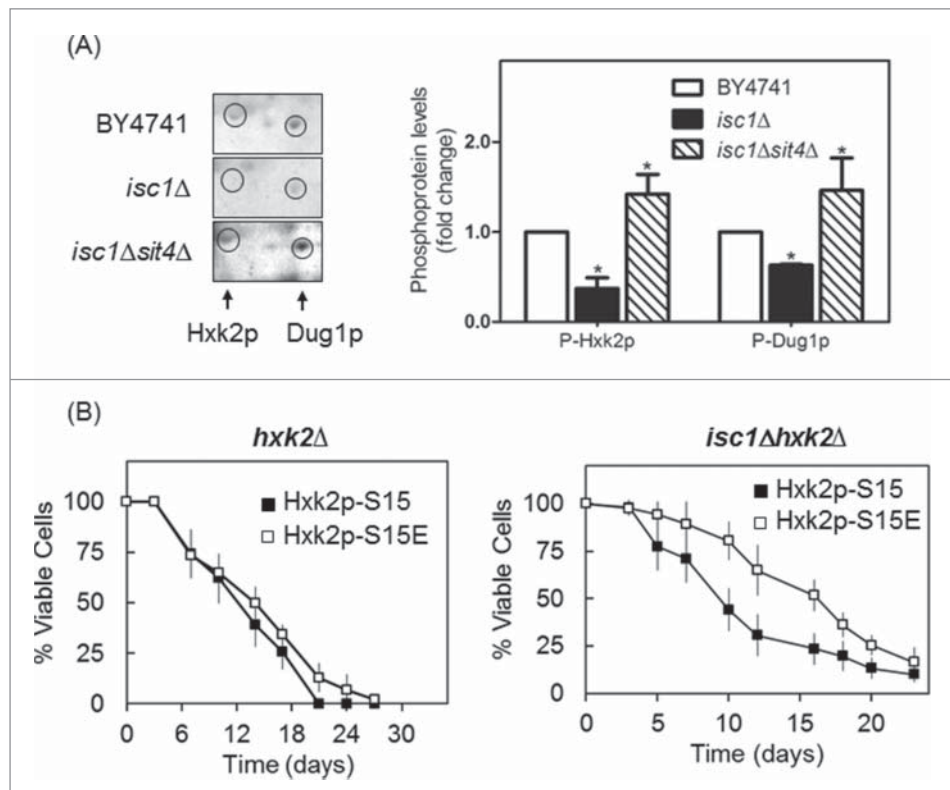 (A)
BY4741
isc1Δ
isc1Δsit4Δ
Hxk2p Dug1p
Phosphoprotein levels
(fold change)
BY4741
isc1Δ
isc1Δsit4Δ
2.0
1.0
0.0
* * * *
P-Hxk2p P-Dug1p
(B)
hxk2Δ
% Viable Cells
100
75
50
25
0
Hxk2p-S15
Hxk2p-S15E
0 6 12 18 24 30
Time (days)
isc1Δhxk2Δ
% Viable Cells
100
75
50
25
0
Hxk2p-S15
Hxk2p-S15E
0 5 10 15 20
Time (days)